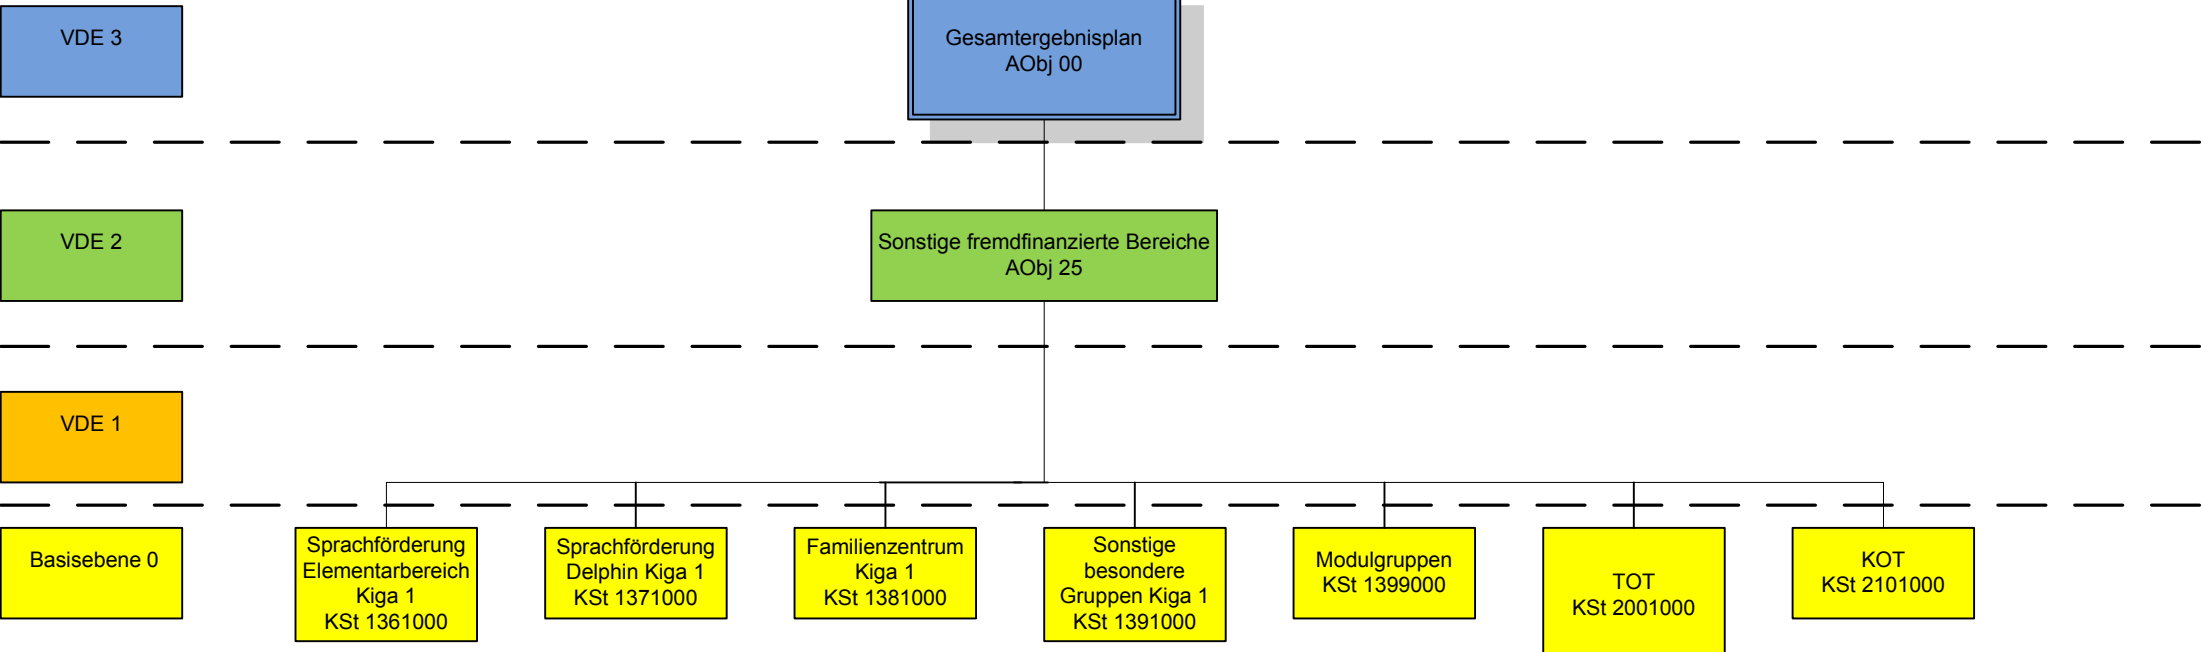 VDE 3
Gesamtergebnisplan
AObj 00
VDE 2
Sonstige fremdfinanzierte Bereiche
AObj 25
VDE 1
Basisebene 0
Sprachförderung
Elementarbereich
Kiga 1
KSt 1361000
Sprachförderung
Delphin Kiga 1
KSt 1371000
Familienzentrum
Kiga 1
KSt 1381000
Sonstige
besondere
Gruppen Kiga 1
KSt 1391000
Modulgruppen
KSt 1399000
TOT
KSt 2001000
KOT
KSt 2101000